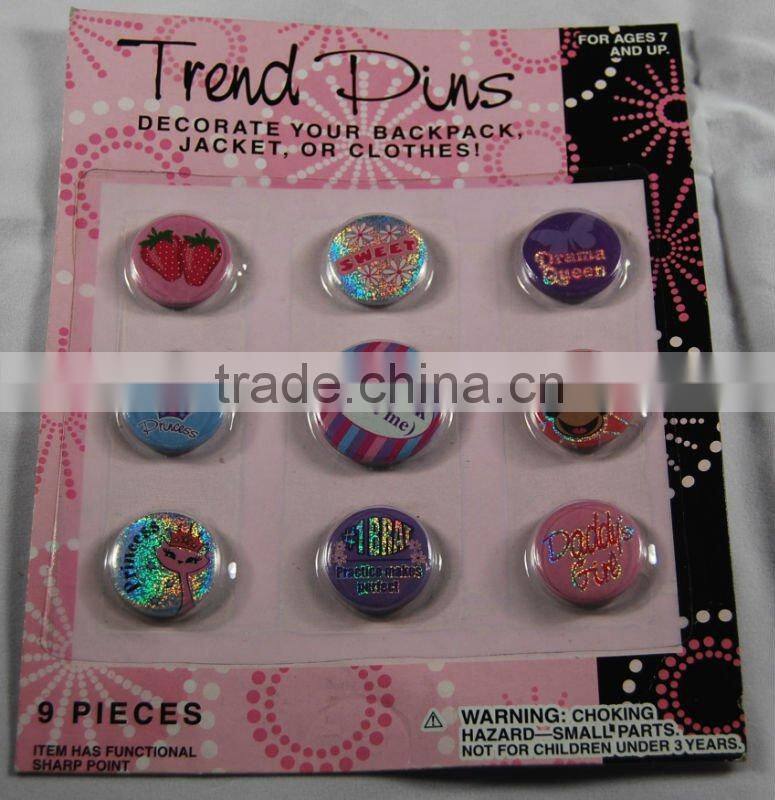 Trend Pins
FOR AGES 7
AND UP.
DECORATE YOUR BACKPACK,
JACKET, OR CLOTHES!
SWEET
Drama
Queen
trade.china.cn
Princess
me)
Princess
#1 BRAT
Practice makes
perfect
Daddy's
Girl
9 PIECES
ITEM HAS FUNCTIONAL
SHARP POINT
WARNING: CHOKING
HAZARD—SMALL PARTS.
NOT FOR CHILDREN UNDER 3 YEARS.